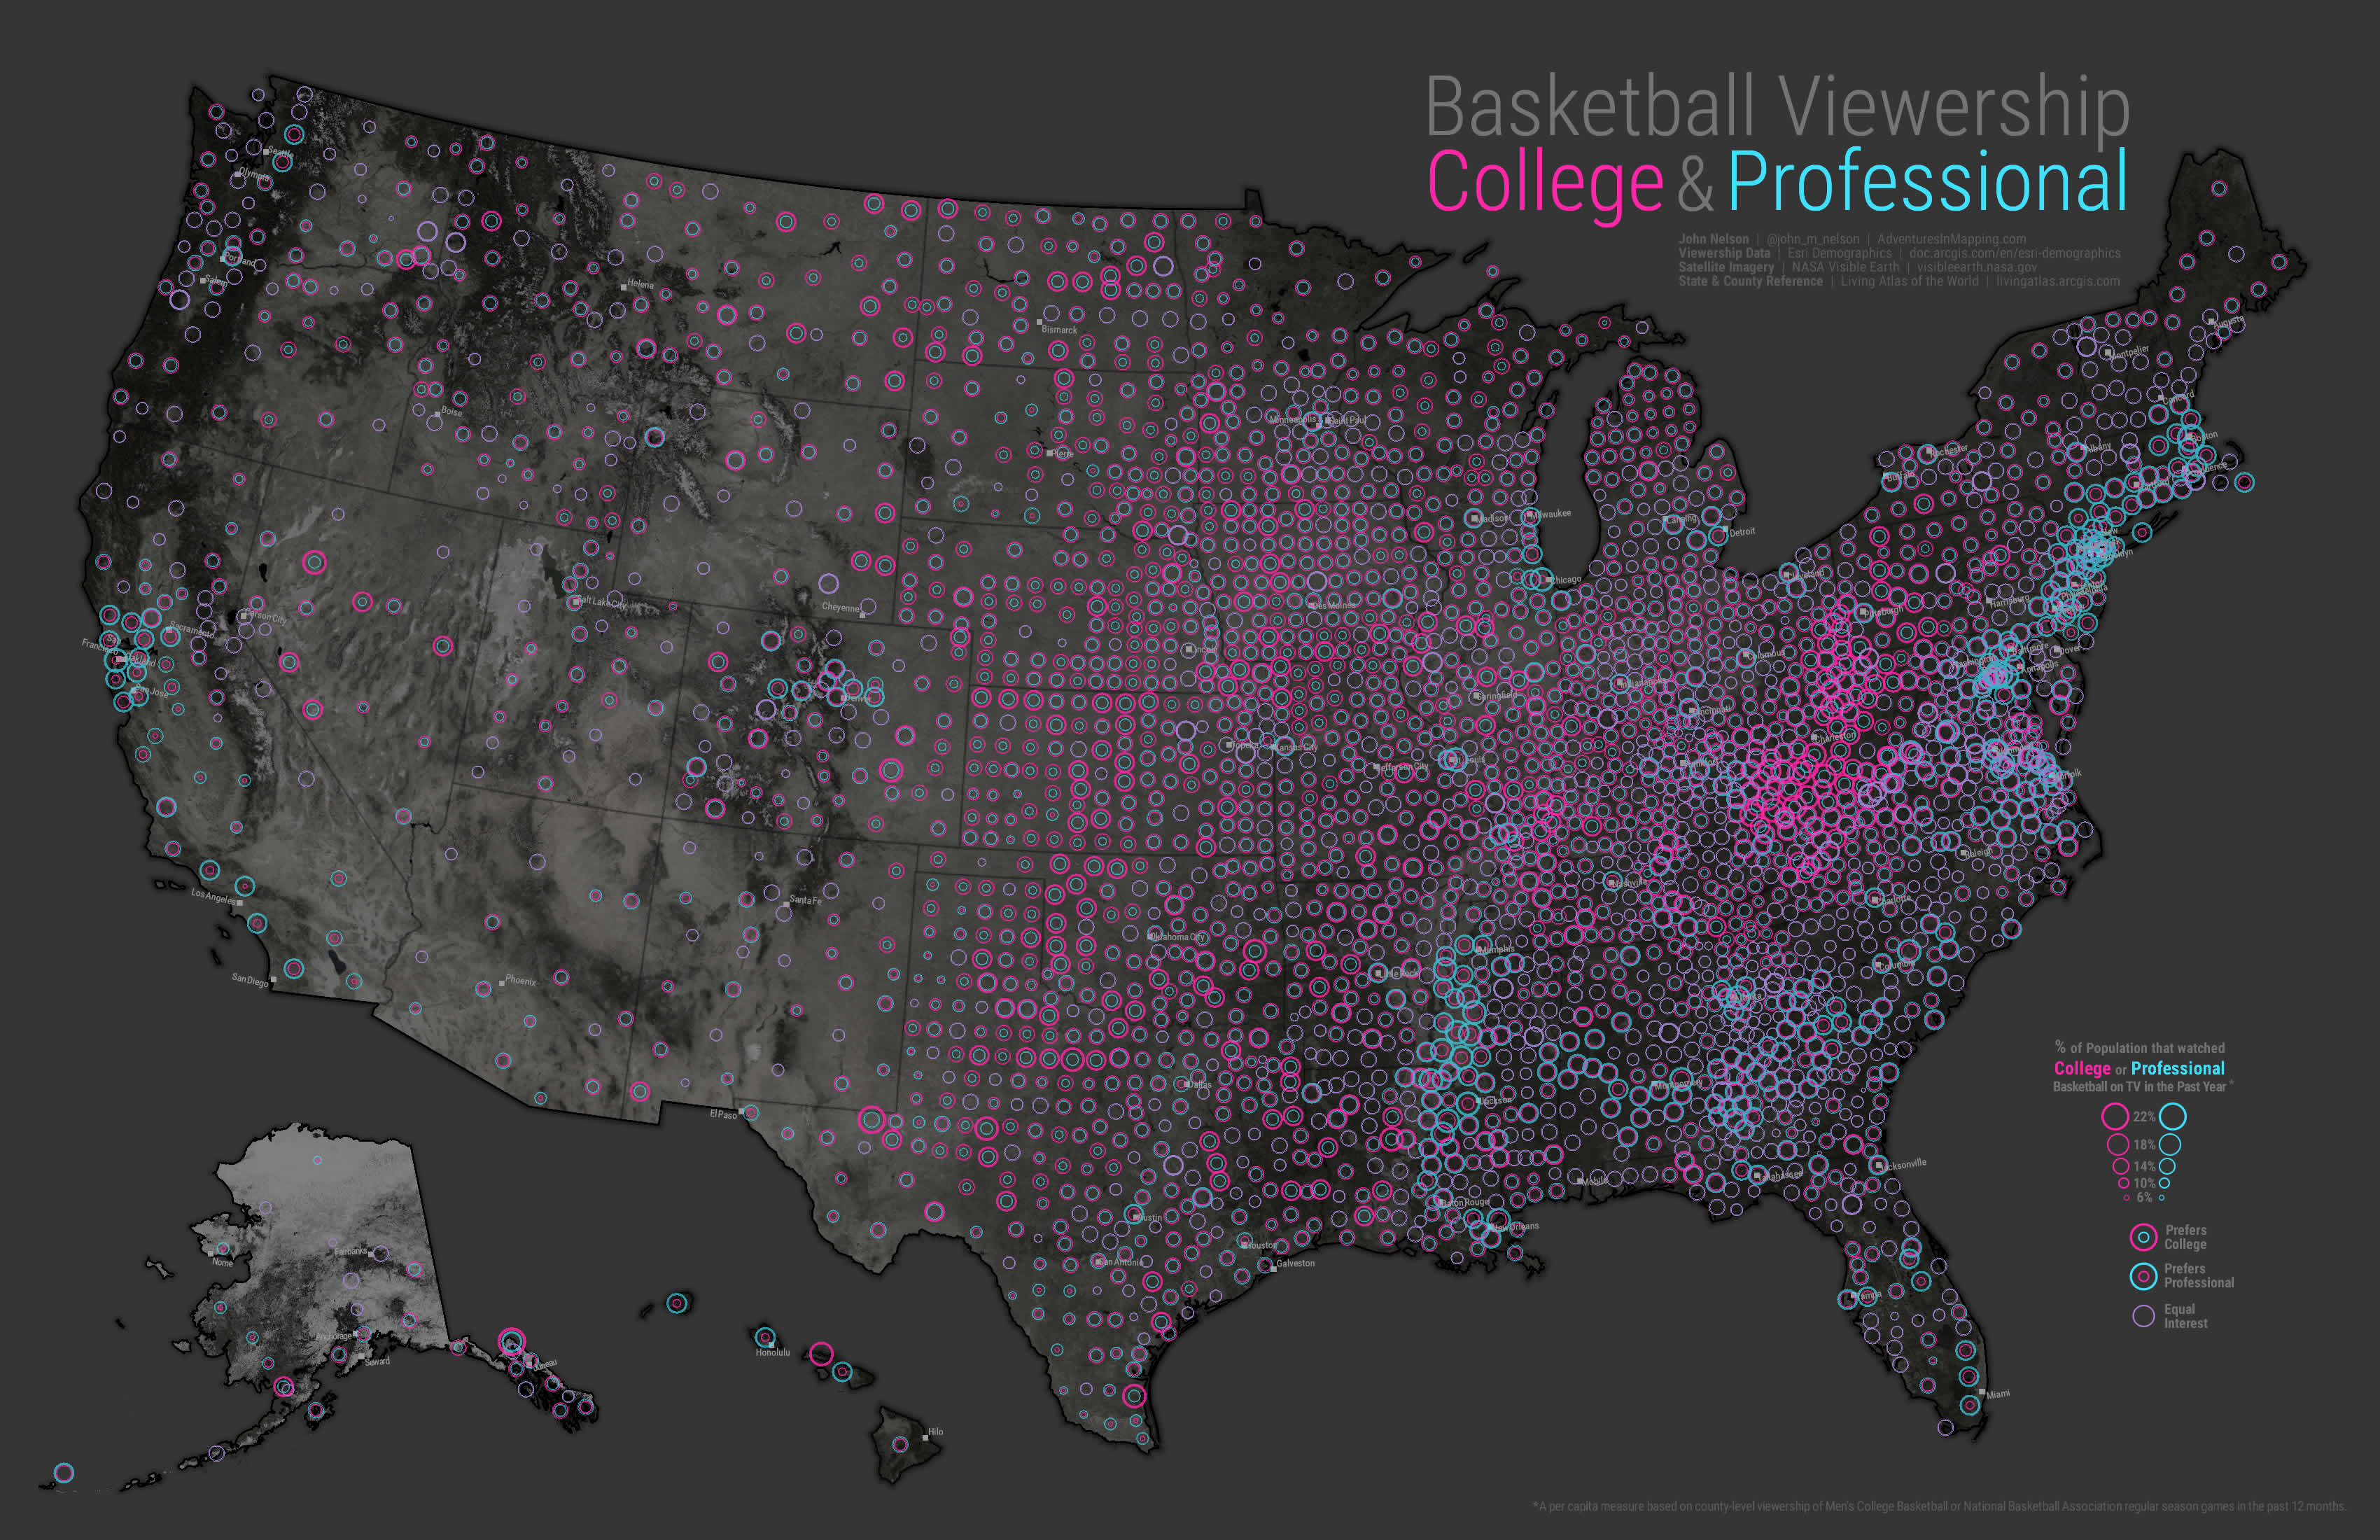 Basketball Viewership
College & Professional
John Nelson | @john_m_nelson | AdventuresInMapping.com
Viewership Data | Esri Demographics | doc.arcgis.com/en/esri-demographics
Satellite Imagery | NASA Visible Earth | visibleearth.nasa.gov
State & County Reference | Living Atlas of the World | livingatlas.arcgis.com
Seattle
Olympia
Portland
Salem
Helena
Bismarck
Boise
Pierre
Minneapolis
Saint Paul
Augusta
Montpelier
Concord
Albany
Boston
Providence
Rochester
Buffalo
Madison
Milwaukee
Lansing
Detroit
Chicago
Cleveland
Pittsburgh
Harrisburg
Philadelphia
Brooklyn
Salt Lake City
Cheyenne
Carson City
Sacramento
San Francisco
Oakland
San Jose
Des Moines
Lincoln
Denver
Springfield
Indianapolis
Columbus
Cincinnati
Baltimore
Dover
Washington
Annapolis
Topeka
Kansas City
Jefferson City
St. Louis
Frankfort
Charleston
Norfolk
Raleigh
Nashville
Charlotte
Los Angeles
San Diego
Phoenix
Santa Fe
Oklahoma City
Little Rock
Memphis
Columbia
Atlanta
El Paso
Dallas
Jackson
Montgomery
Mobile
Tallahassee
Jacksonville
Baton Rouge
New Orleans
Austin
Houston
San Antonio
Galveston
Tampa
Miami
Nome
Fairbanks
Anchorage
Seward
Juneau
Honolulu
Hilo
% of Population that watched
College or Professional
Basketball on TV in the Past Year *
22%
18%
14%
10%
6%
Prefers
College
Prefers
Professional
Equal
Interest
*A per capita measure based on county-level viewership of Men's College Basketball or National Basketball Association regular season games in the past 12 months.